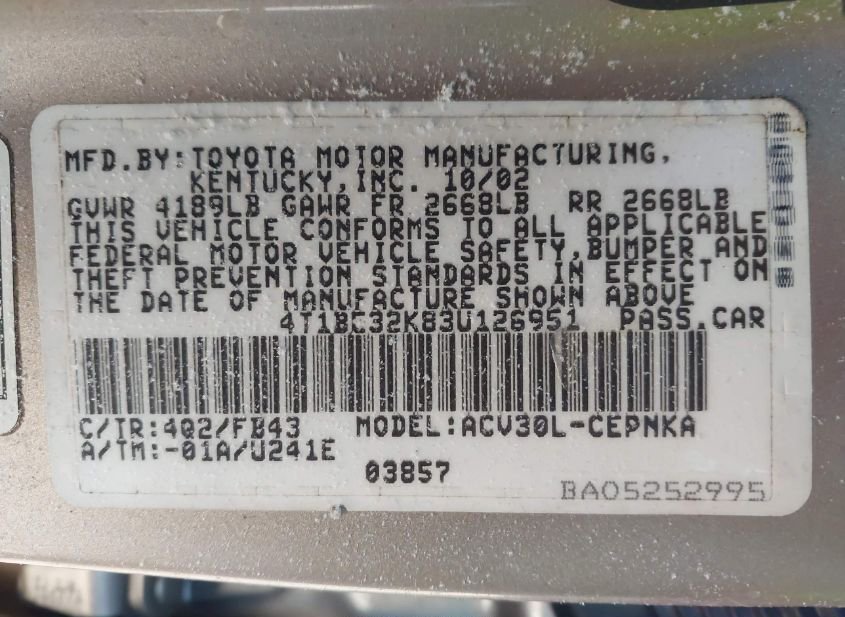 MFD.BY:TOYOTA MOTOR MANUFACTURING,
KENTUCKY,INC. 10/02
GVWR 4189LB GAWR FR 2668LB RR 2668LB
THIS VEHICLE CONFORMS TO ALL APPLICABLE
FEDERAL MOTOR VEHICLE SAFETY,BUMPER AND
THEFT PREVENTION STANDARDS IN EFFECT ON
THE DATE OF MANUFACTURE SHOWN ABOVE
4T1BC32K83U126951 PASS.CAR
C/TR:4Q2/FB43 MODEL:ACV30L-CEPNKA
A/TM:-01A/U241E
03857
BA05252995